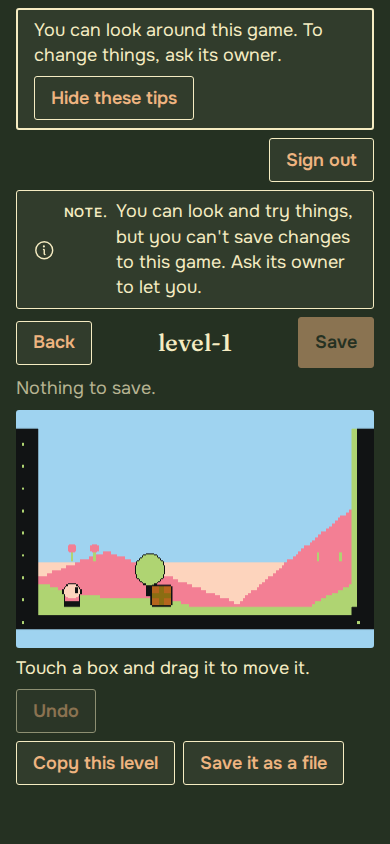 You can look around this game. To
change things, ask its owner.
Hide these tips
Sign out
NOTE. You can look and try things,
but you can't save changes
to this game. Ask its owner
to let you.
Back
level-1
Save
Nothing to save.
Touch a box and drag it to move it.
Undo
Copy this level
Save it as a file